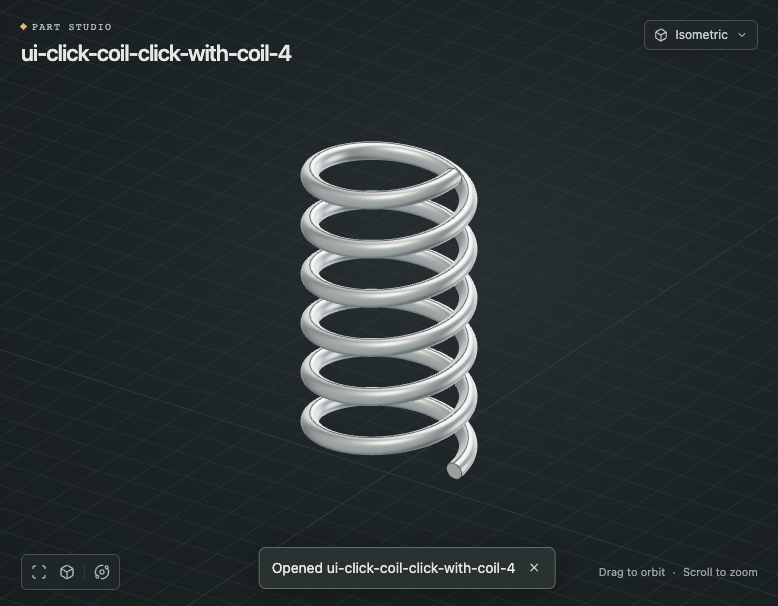 PART STUDIO
ui-click-coil-click-with-coil-4
Isometric
Opened ui-click-coil-click-with-coil-4
Drag to orbit · Scroll to zoom